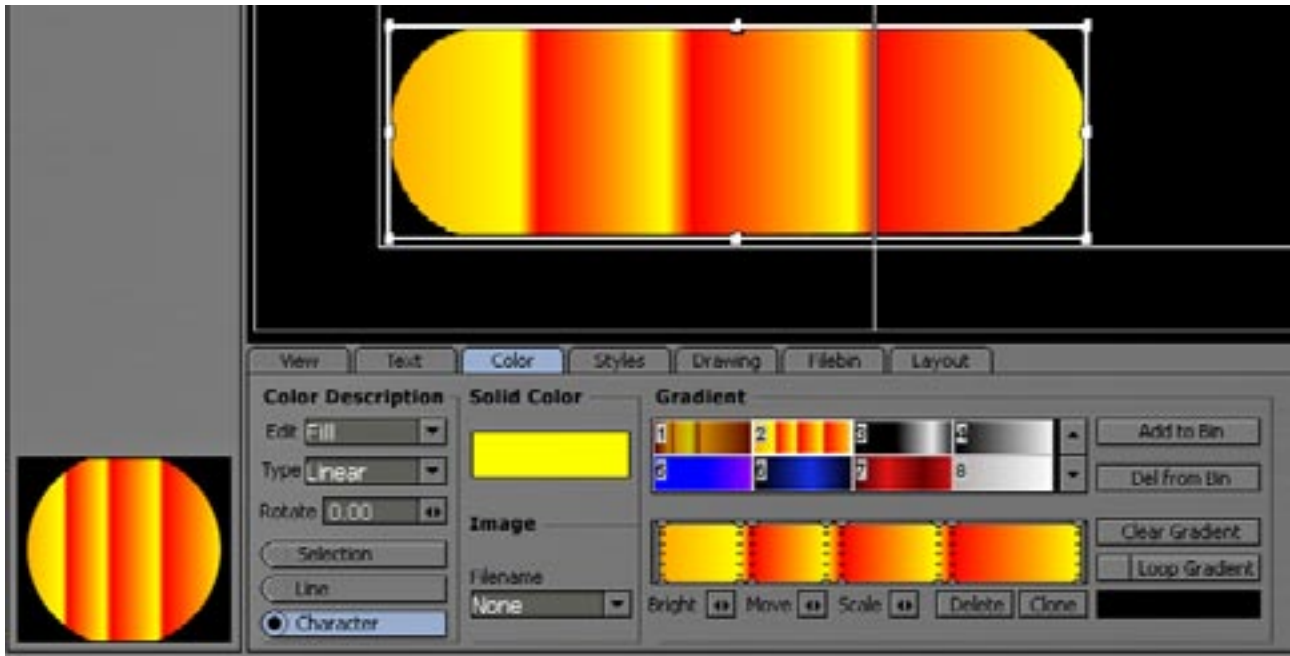 View Text Color Styles Drawing Filebin Layout
Color Description
Edit Fill
Type Linear
Rotate 0.00
Selection
Line
Character
Solid Color
Image
Filename
None
Gradient
1 2 3 4
5 6 7 8
Bright Move Scale Delete Clone
Add to Bin
Del from Bin
Clear Gradient
Loop Gradient